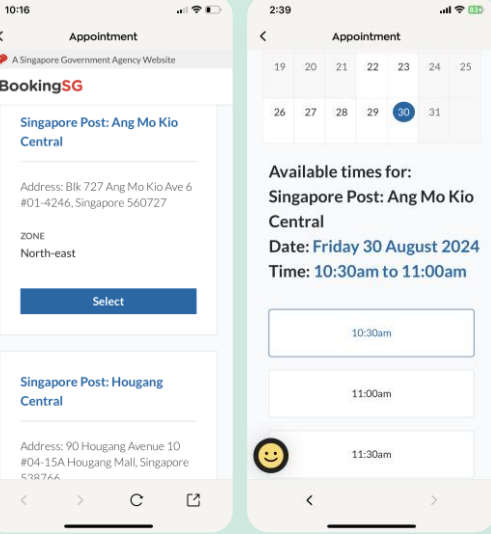 10:16
Appointment
A Singapore Government Agency Website
BookingSG
Singapore Post: Ang Mo Kio
Central
Address: Blk 727 Ang Mo Kio Ave 6
#01-4246, Singapore 560727
ZONE
North-east
Select
Singapore Post: Hougang
Central
Address: 90 Hougang Avenue 10
#04-15A Hougang Mall, Singapore
538766
2:39
Appointment
19 20 21 22 23 24 25
26 27 28 29 30 31
Available times for:
Singapore Post: Ang Mo Kio
Central
Date: Friday 30 August 2024
Time: 10:30am to 11:00am
10:30am
11:00am
11:30am